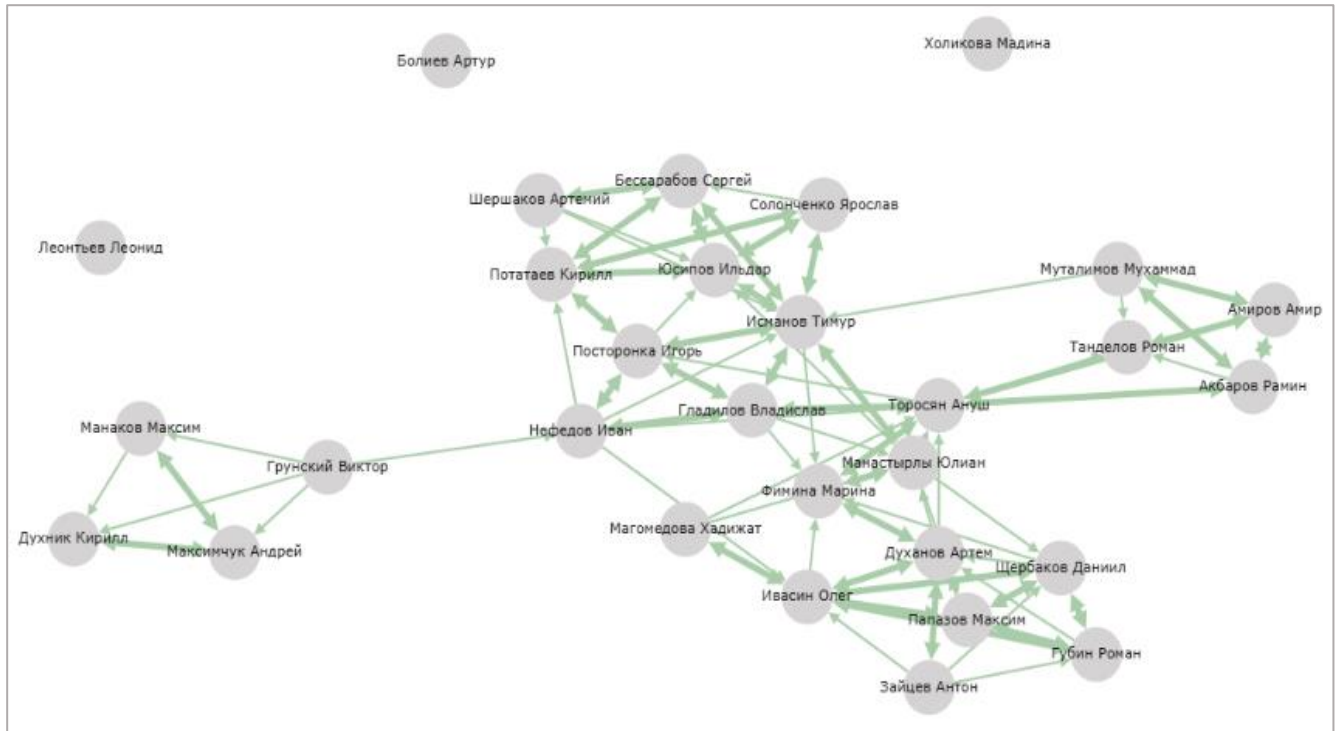 Холикова Мадина
Болиев Артур
Бессарабов Сергей
Шершаков Артемий
Солонченко Ярослав
Леонтьев Леонид
Потатаев Кирилл
Юсипов Ильдар
Муталимов Мухаммад
Амиров Амир
Исманов Тимур
Танделов Роман
Посторонка Игорь
Акбаров Рамин
Торосян Ануш
Гладилов Владислав
Манаков Максим
Нефедов Иван
Грунский Виктор
Манастырлы Юлиан
Фимина Марина
Магомедова Хадижат
Духник Кирилл
Максимчук Андрей
Духанов Артем
Щербаков Даниил
Ивасин Олег
Папазов Максим
Губин Роман
Зайцев Антон